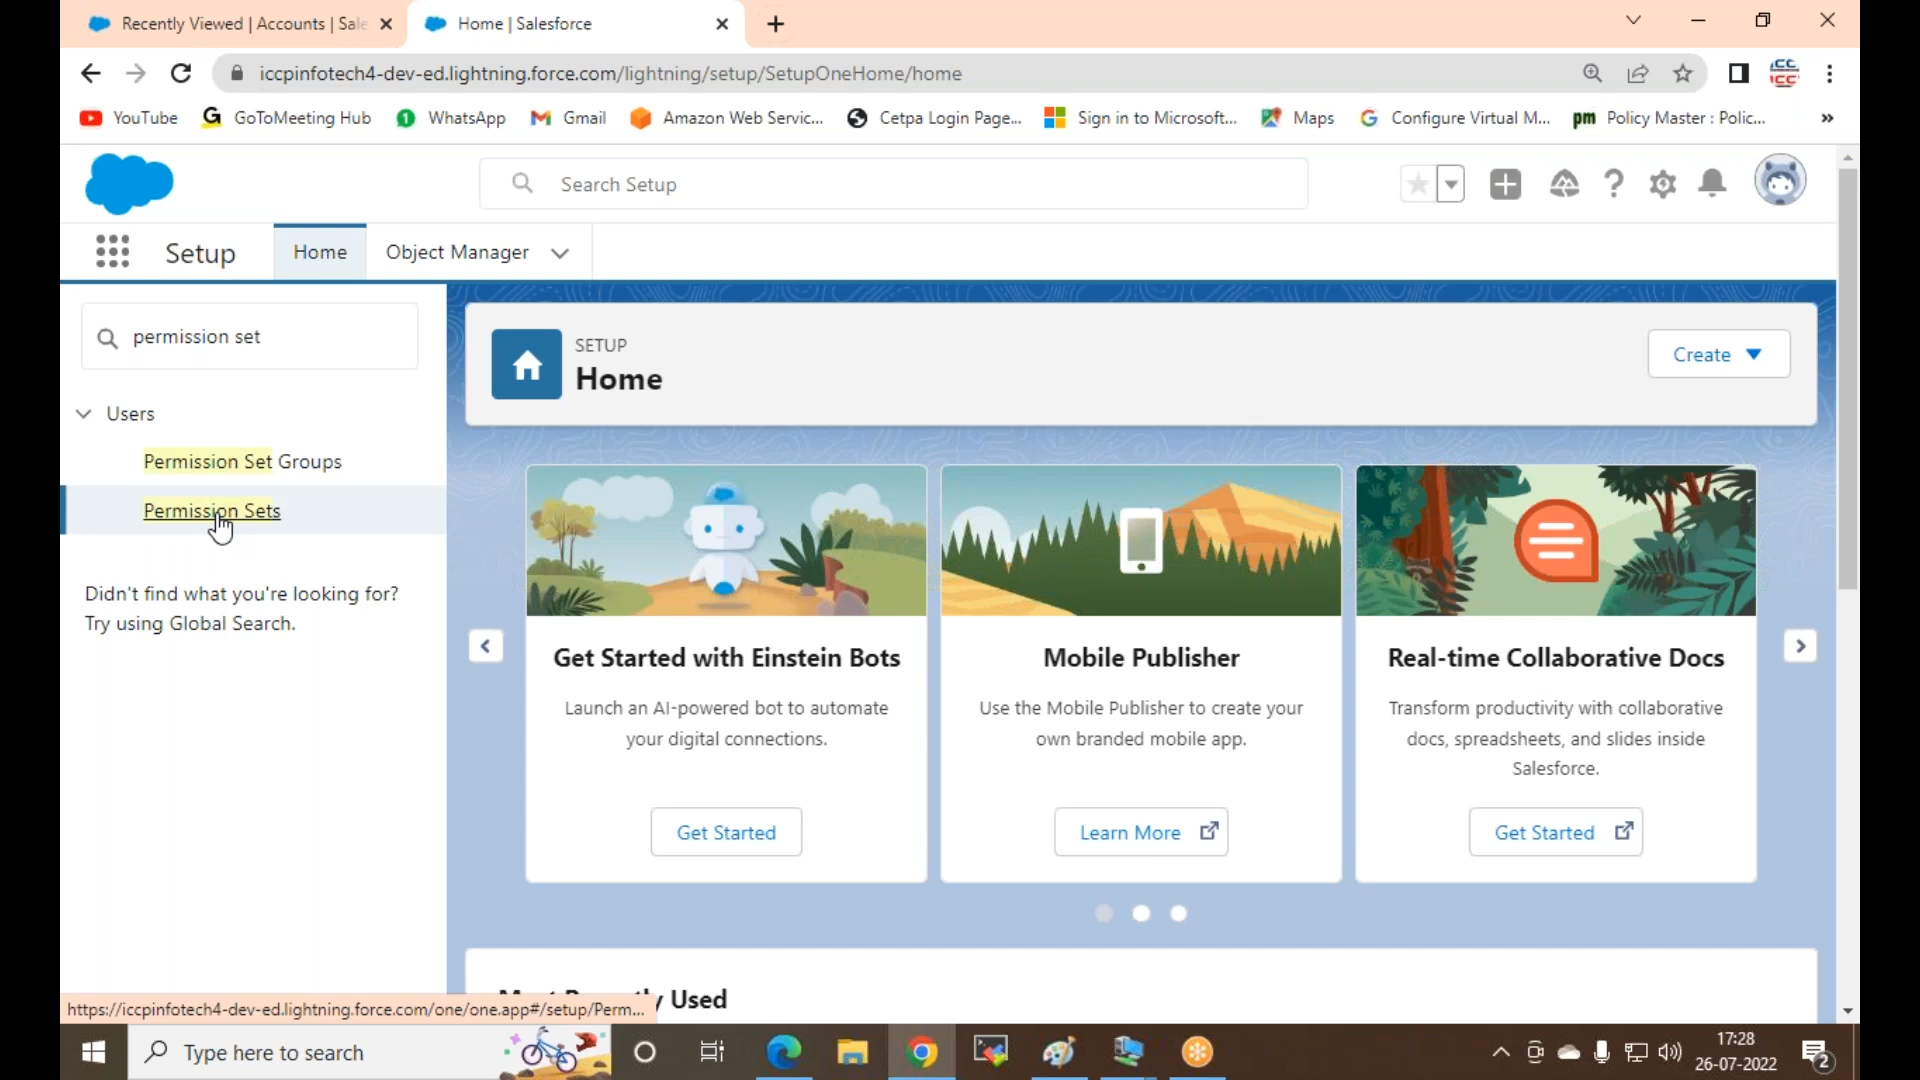 Recently Viewed | Accounts | Sale
Home | Salesforce
iccpinfotech4-dev-ed.lightning.force.com/lightning/setup/SetupOneHome/home
YouTube
GoToMeeting Hub
WhatsApp
Gmail
Amazon Web Servic...
Cetpa Login Page...
Sign in to Microsoft...
Maps
Configure Virtual M...
pm Policy Master : Polic...
Search Setup
Setup
Home
Object Manager
permission set
Users
Permission Set Groups
Permission Sets
Didn't find what you're looking for?
Try using Global Search.
SETUP
Home
Create
Get Started with Einstein Bots
Launch an AI-powered bot to automate
your digital connections.
Get Started
Mobile Publisher
Use the Mobile Publisher to create your
own branded mobile app.
Learn More
Real-time Collaborative Docs
Transform productivity with collaborative
docs, spreadsheets, and slides inside
Salesforce.
Get Started
Used
https://iccpinfotech4-dev-ed.lightning.force.com/one/one.app#/setup/Perm...
Type here to search
17:28
26-07-2022
2